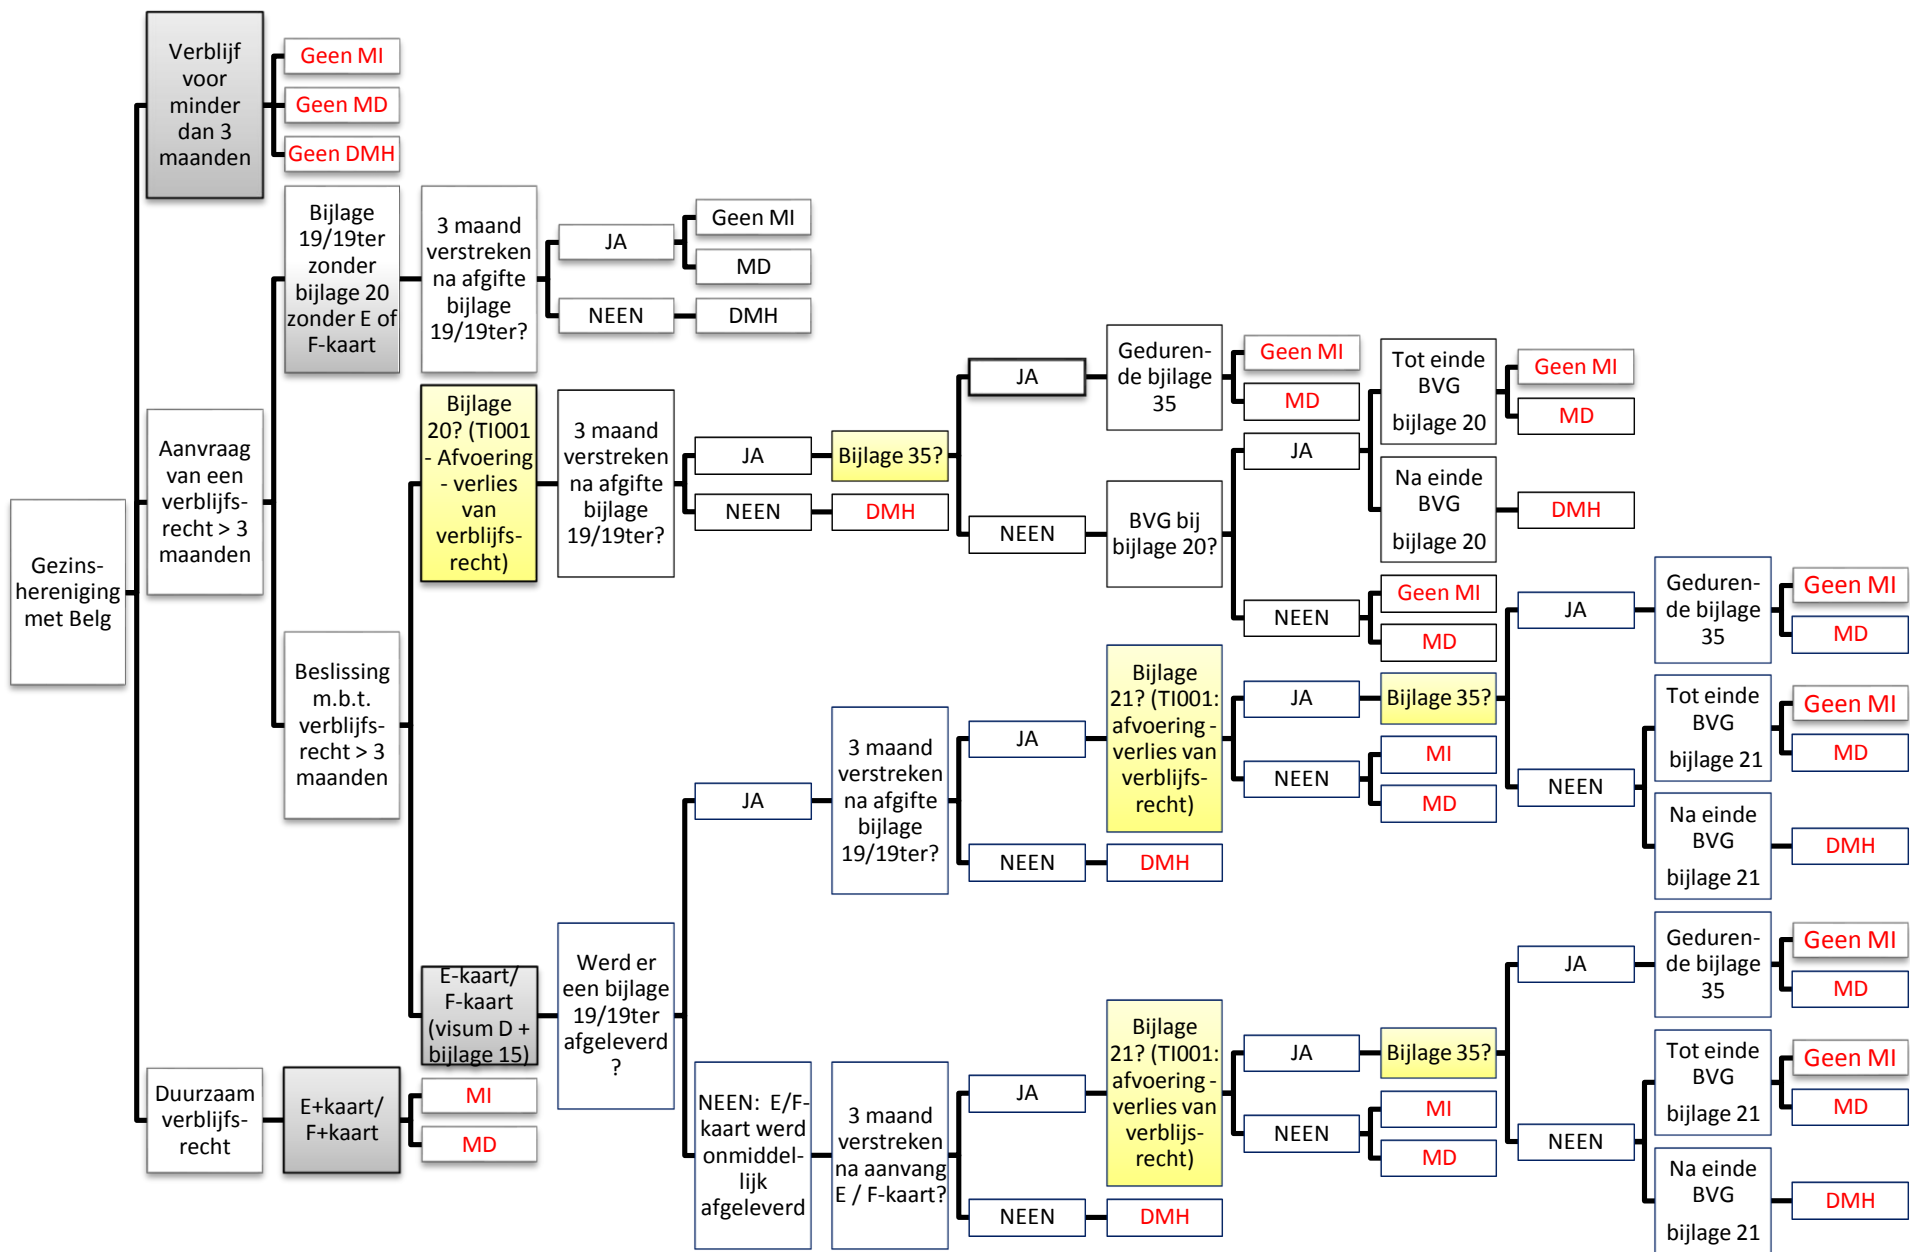 Gezins-
hereniging
met Belg
Verblijf
voor
minder
dan 3
maanden
Geen MI
Geen MD
Geen DMH
Aanvraag
van een
verblijfs-
recht > 3
maanden
Bijlage
19/19ter
zonder
bijlage 20
zonder E of
F-kaart
3 maand
verstreken
na afgifte
bijlage
19/19ter?
JA
Geen MI
MD
NEEN
DMH
Beslissing
m.b.t.
verblijfs-
recht > 3
maanden
Bijlage
20? (TI001
- Afvoering
- verlies
van
verblijfs-
recht)
3 maand
verstreken
na afgifte
bijlage
19/19ter?
JA
Bijlage 35?
JA
Geduren-
de bjilage
35
Geen MI
MD
NEEN
BVG bij
bijlage 20?
JA
Tot einde
BVG
bijlage 20
Geen MI
MD
Na einde
BVG
bijlage 20
DMH
NEEN
Geen MI
MD
NEEN
DMH
E-kaart/
F-kaart
(visum D +
bijlage 15)
Werd er
een bijlage
19/19ter
afgeleverd
?
JA
3 maand
verstreken
na afgifte
bijlage
19/19ter?
JA
Bijlage
21? (TI001:
afvoering -
verlies van
verblijfs-
recht)
JA
Bijlage 35?
JA
Geduren-
de bijlage
35
Geen MI
MD
NEEN
Tot einde
BVG
bijlage 21
Geen MI
MD
Na einde
BVG
bijlage 21
DMH
NEEN
MI
MD
NEEN
DMH
NEEN: E/F-
kaart werd
onmiddel-
lijk
afgeleverd
3 maand
verstreken
na aanvang
E / F-kaart?
JA
Bijlage
21? (TI001:
afvoering -
verlies van
verblijs-
recht)
JA
Bijlage 35?
JA
Geduren-
de bijlage
35
Geen MI
MD
NEEN
Tot einde
BVG
bijlage 21
Geen MI
MD
Na einde
BVG
bijlage 21
DMH
NEEN
MI
MD
NEEN
DMH
Duurzaam
verblijfs-
recht
E+kaart/
F+kaart
MI
MD